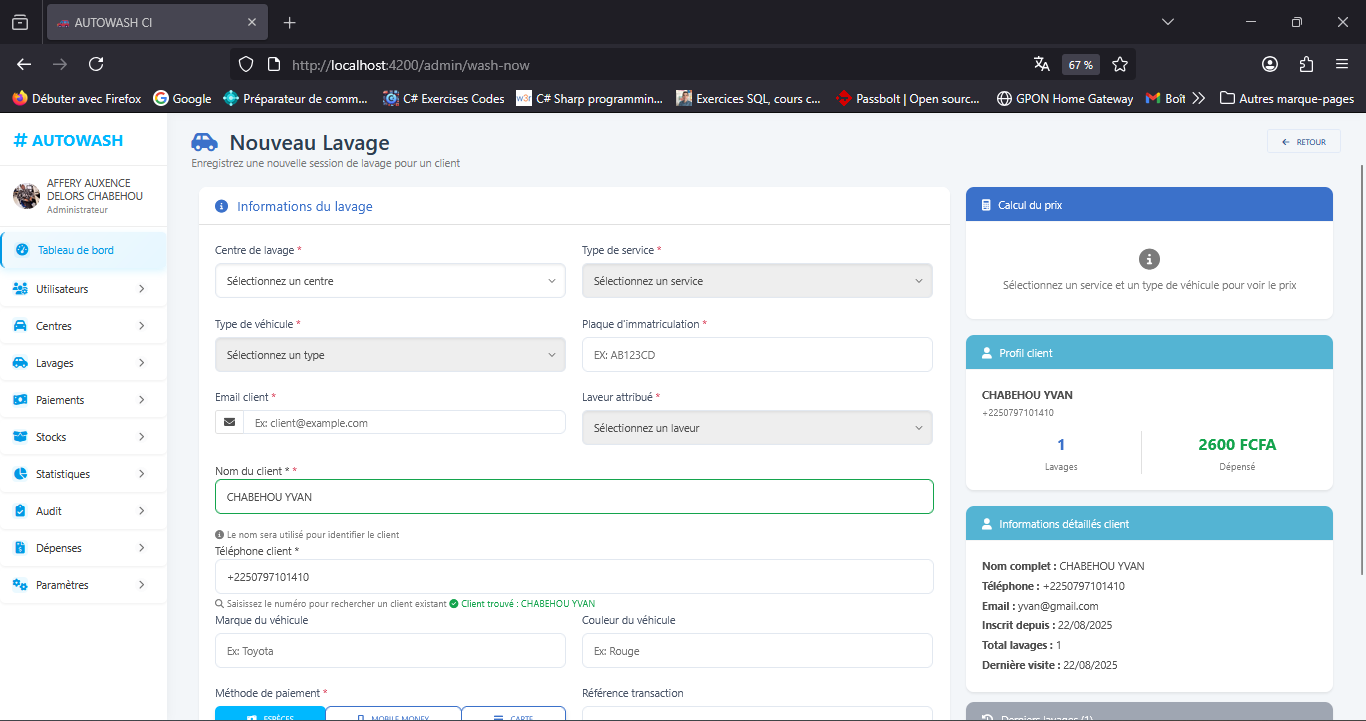 AUTOWASH CI
http://localhost:4200/admin/wash-now
67 %
Débuter avec Firefox
Google
Préparateur de comm...
C# Exercises Codes
C# Sharp programmin...
Exercices SQL, cours c...
Passbolt | Open sourc...
GPON Home Gateway
Boît
Autres marque-pages
# AUTOWASH
AFFERY AUXENCE
DELORS CHABEHOU
Administrateur
Tableau de bord
Utilisateurs
Centres
Lavages
Paiements
Stocks
Statistiques
Audit
Dépenses
Paramètres
Nouveau Lavage
Enregistrez une nouvelle session de lavage pour un client
RETOUR
Informations du lavage
Centre de lavage *
Type de service *
Sélectionnez un centre
Sélectionnez un service
Type de véhicule *
Plaque d'immatriculation *
Sélectionnez un type
EX: AB123CD
Email client *
Laveur attribué *
Ex: client@example.com
Sélectionnez un laveur
Nom du client * *
CHABEHOU YVAN
Le nom sera utilisé pour identifier le client
Téléphone client *
+2250797101410
Saisissez le numéro pour rechercher un client existant Client trouvé : CHABEHOU YVAN
Marque du véhicule
Couleur du véhicule
Ex: Toyota
Ex: Rouge
Méthode de paiement *
Référence transaction
ESPÈCES
MOBILE MONEY
CARTE
Calcul du prix
Sélectionnez un service et un type de véhicule pour voir le prix
Profil client
CHABEHOU YVAN
+2250797101410
1
2600 FCFA
Lavages
Dépensé
Informations détaillés client
Nom complet : CHABEHOU YVAN
Téléphone : +2250797101410
Email : yvan@gmail.com
Inscrit depuis : 22/08/2025
Total lavages : 1
Dernière visite : 22/08/2025
Derniers lavages (1)